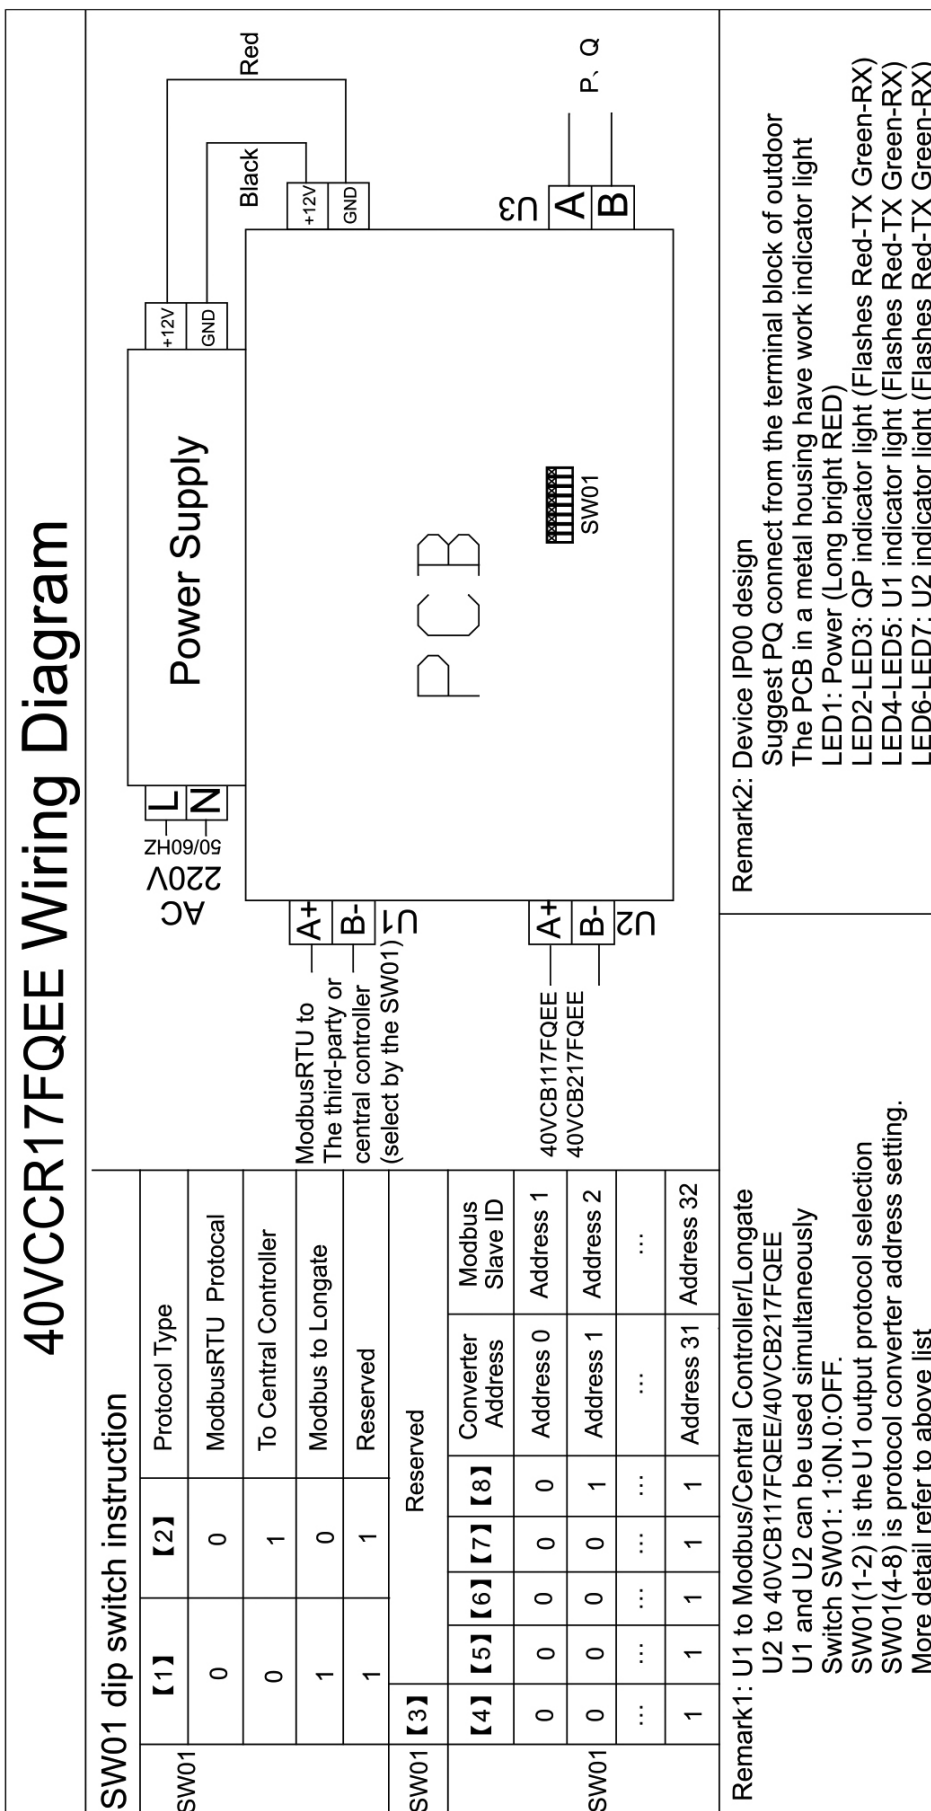 40VCCR17FQEE Wiring Diagram
SW01 dip switch instruction
SW01 【1】 【2】 Protocol Type
0 0 ModbusRTU Protocal
0 1 To Central Controller
1 0 Modbus to Longate
1 1 Reserved
SW01 【3】 Reserved
SW01 【4】 【5】 【6】 【7】 【8】 Converter Address Modbus Slave ID
0 0 0 0 0 Address 0 Address 1
0 0 0 0 1 Address 1 Address 2
... ... ... ... ... ... ...
1 1 1 1 1 Address 31 Address 32
AC
220V
50/60HZ
L
N
Power Supply
+12V
GND
Red
Black
+12V
GND
ModbusRTU to
The third-party or
central controller
(select by the SW01)
A+
B-
U1
PCB
40VCB117FQEE
40VCB217FQEE
A+
B-
U2
SW01
U3
A
B
P、Q
Remark1: U1 to Modbus/Central Controller/Longate
U2 to 40VCB117FQEE/40VCB217FQEE
U1 and U2 can be used simultaneously
Switch SW01: 1:0N.0:OFF.
SW01(1-2) is the U1 output protocol selection
SW01(4-8) is protocol converter address setting.
More detail refer to above list
Remark2: Device IP00 design
Suggest PQ connect from the terminal block of outdoor
The PCB in a metal housing have work indicator light
LED1: Power (Long bright RED)
LED2-LED3: QP indicator light (Flashes Red-TX Green-RX)
LED4-LED5: U1 indicator light (Flashes Red-TX Green-RX)
LED6-LED7: U2 indicator light (Flashes Red-TX Green-RX)